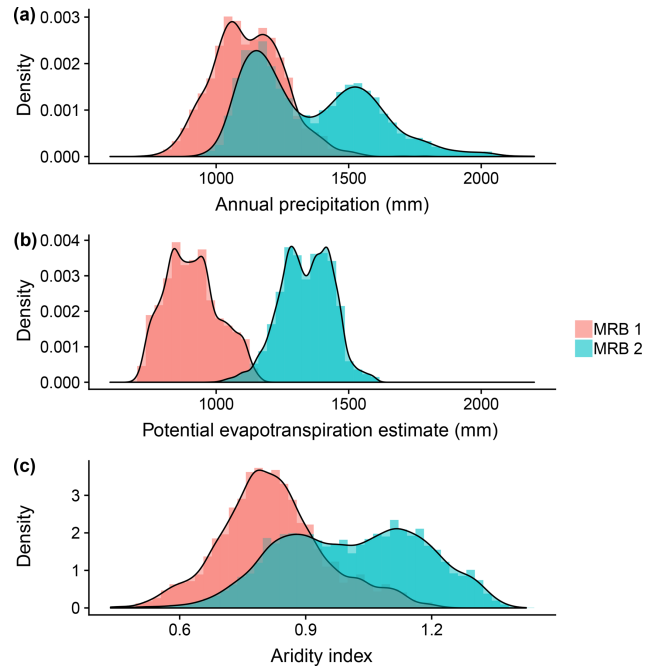 (a)
0.003
0.002
0.001
0.000
Density
1000 1500 2000
Annual precipitation (mm)
(b)
0.004
0.003
0.002
0.001
0.000
Density
1000 1500 2000
Potential evapotranspiration estimate (mm)
MRB 1
MRB 2
(c)
3
2
1
0
Density
0.6 0.9 1.2
Aridity index